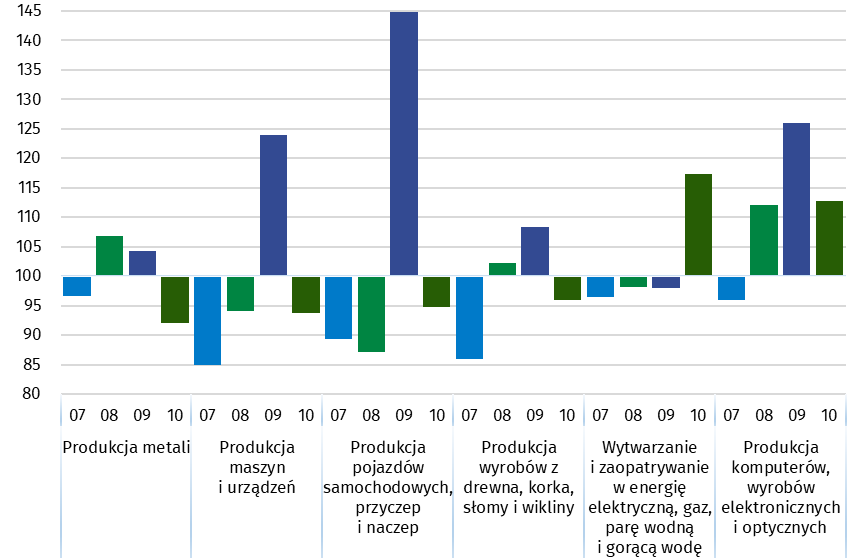 145
140
135
130
125
120
115
110
105
100
95
90
85
80
07 08 09 10 07 08 09 10 07 08 09 10 07 08 09 10 07 08 09 10 07 08 09 10
Produkcja metali
Produkcja
maszyn
i urządzeń
Produkcja
pojazdów
samochodowych,
przyczep
i naczep
Produkcja
wyrobów z
drewna, korka,
słomy i wikliny
Wytwarzanie
i zaopatrywanie
w energię
elektryczną, gaz,
parę wodną
i gorącą wodę
Produkcja
komputerów,
wyrobów
elektronicznych
i optycznych